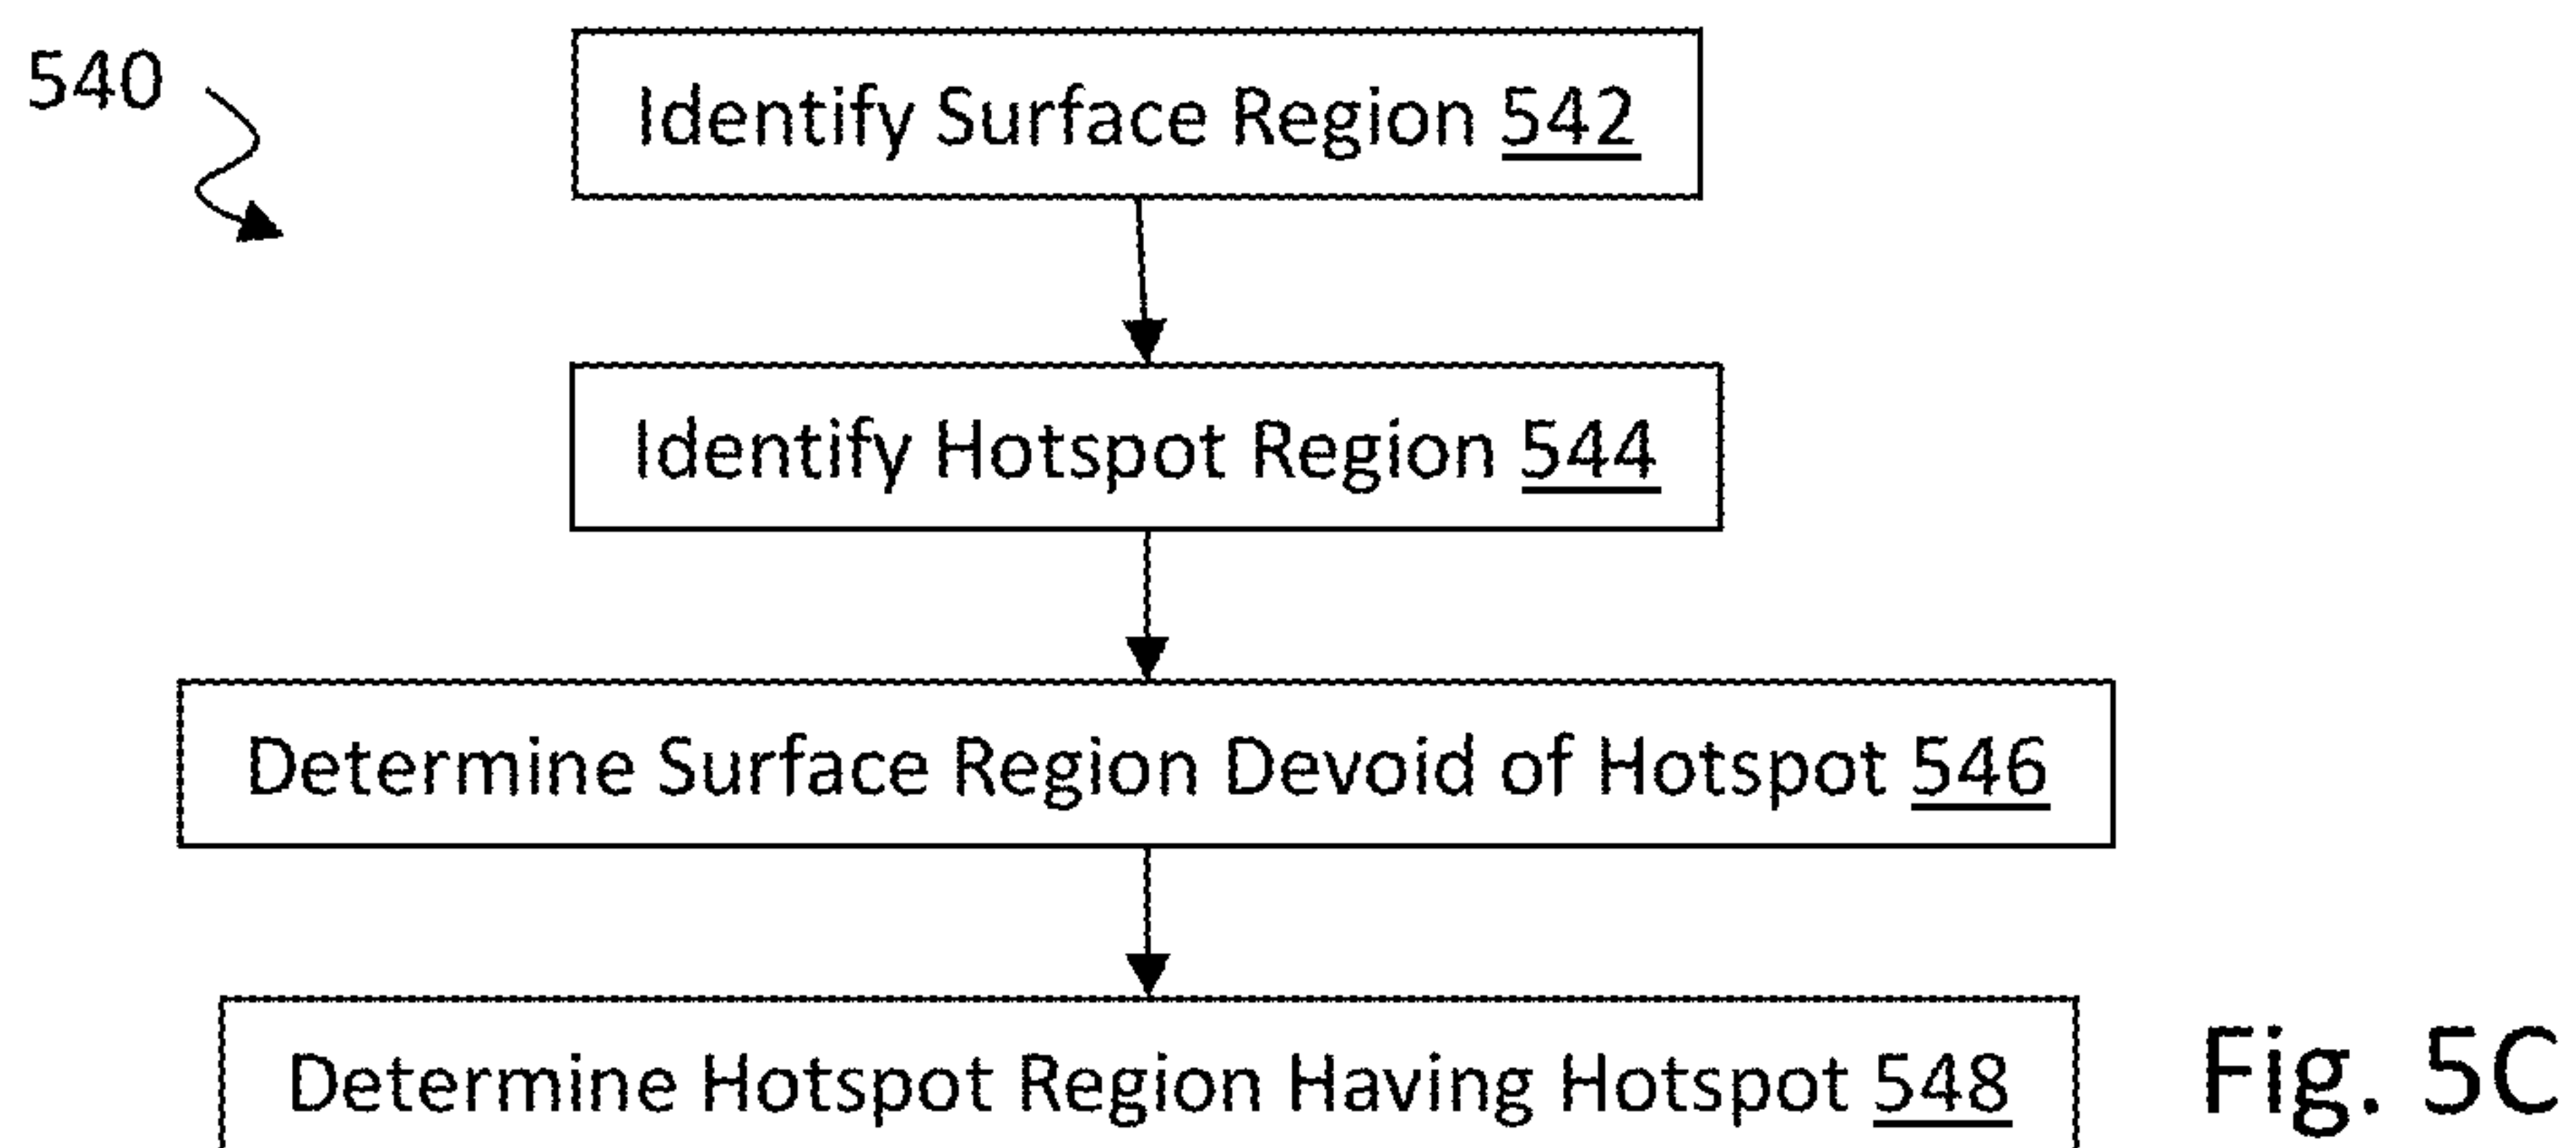 540
Identify Surface Region 542
Identify Hotspot Region 544
Determine Surface Region Devoid of Hotspot 546
Determine Hotspot Region Having Hotspot 548
Fig. 5C